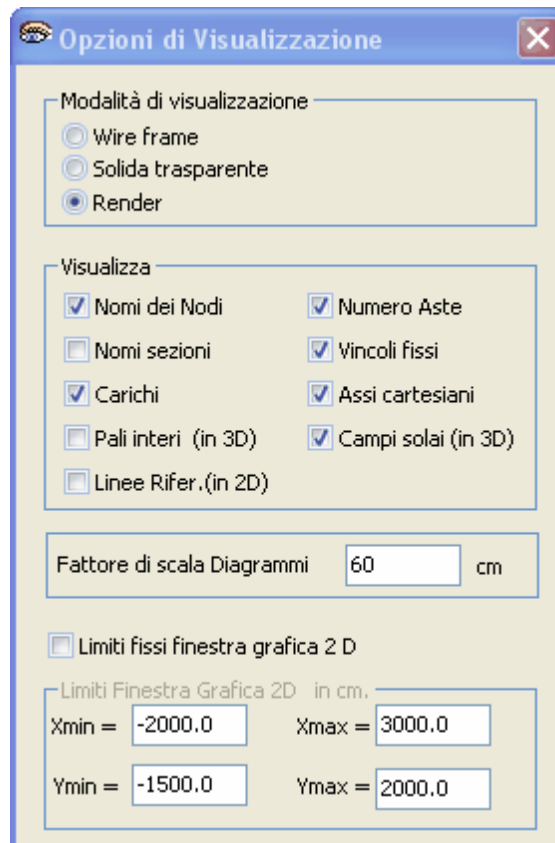 Opzioni di Visualizzazione
Modalità di visualizzazione
Wire frame
Solida trasparente
Render
Visualizza
Nomi dei Nodi
Numero Aste
Nomi sezioni
Vincoli fissi
Carichi
Assi cartesiani
Pali interi (in 3D)
Campi solai (in 3D)
Linee Rifer.(in 2D)
Fattore di scala Diagrammi 60 cm
Limiti fissi finestra grafica 2 D
Limiti Finestra Grafica 2D in cm.
Xmin = -2000.0 Xmax = 3000.0
Ymin = -1500.0 Ymax = 2000.0